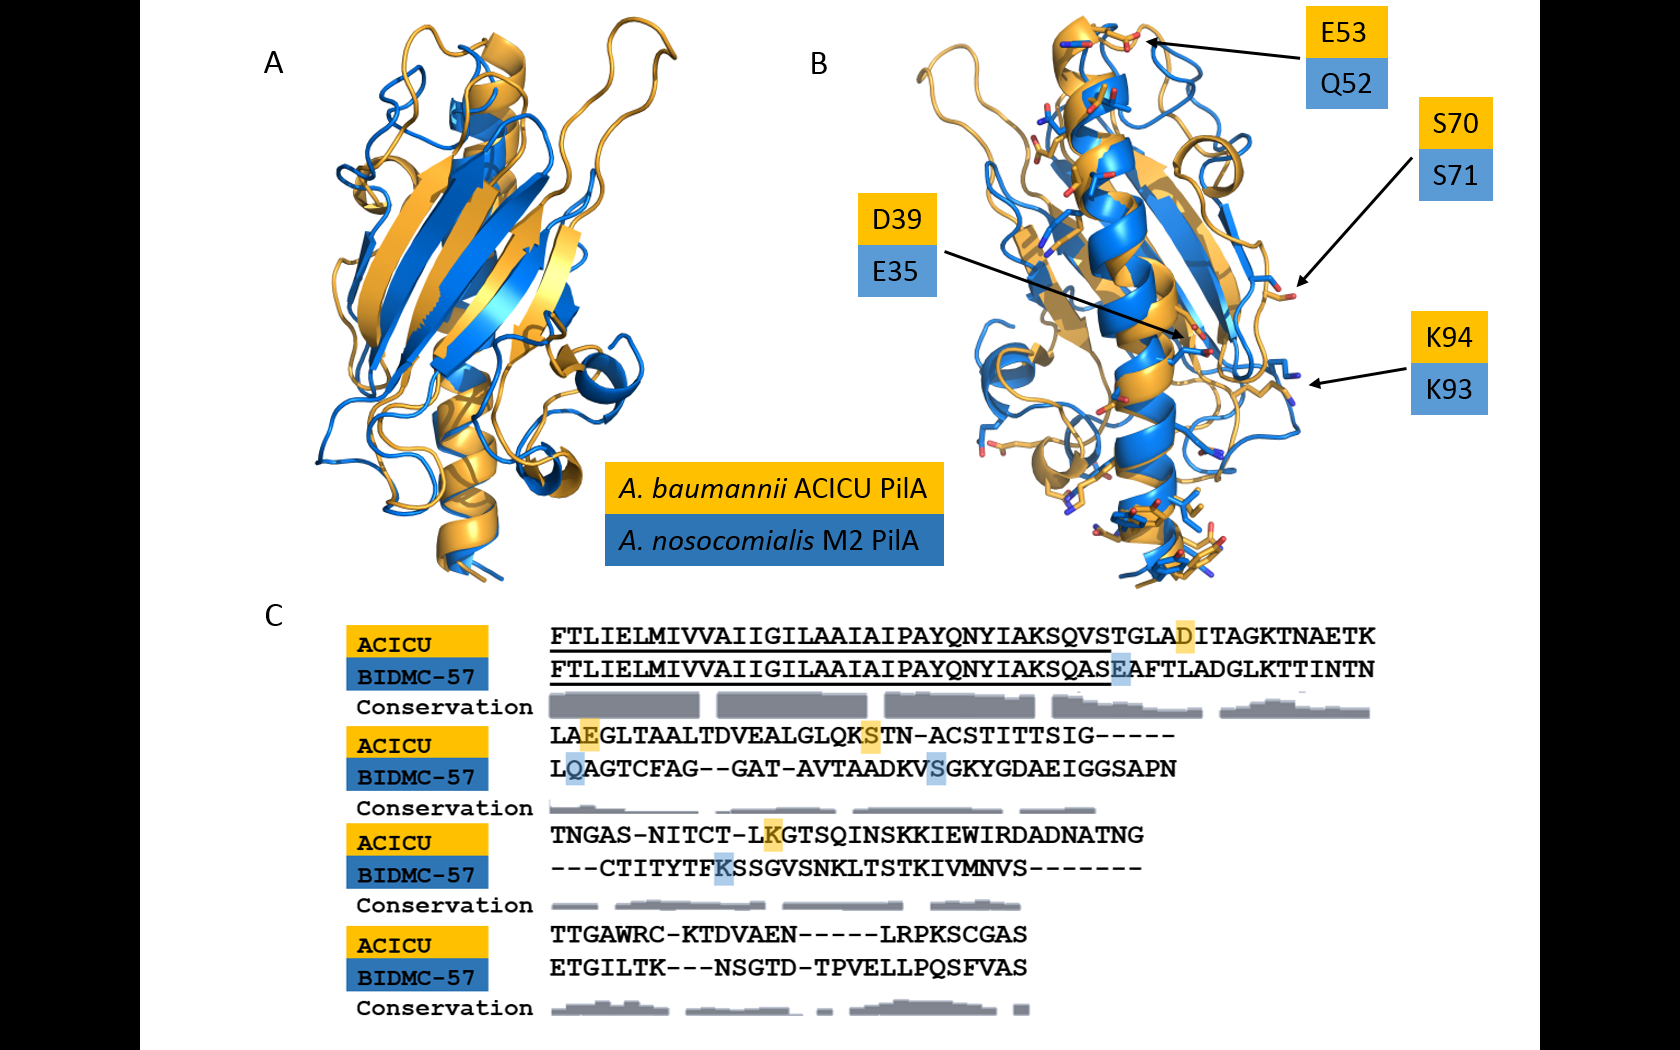 A
B
E53
Q52
S70
S71
D39
E35
K94
K93
A. baumannii ACICU PilA
A. nosocomialis M2 PilA
C
ACICU FTLIELMIVVAIIGILAAIAIPAYQNYIAKSQVSTGLADITAGKTNAETK
BIDMC-57 FTLIELMIVVAIIGILAAIAIPAYQNYIAKSQASEAFTLADGLKTTINTN
Conservation
ACICU LAEGLTAALTDVEALGLQKSTN-ACSTITTSIG-----
BIDMC-57 LQAGTCFAG--GAT-AVTAADKVSGKYGDAEIGGSAPN
Conservation
ACICU TNGAS-NITCT-LKGTSQINSKKIEWIRDADNATNG
BIDMC-57 ---CTITYTFKSSGVSNKLTSTKIVMNVS-------
Conservation
ACICU TTGAWRC-KTDVAEN-----LRPKSCGAS
BIDMC-57 ETGILTK---NSGTD-TPVELLPQSFVAS
Conservation